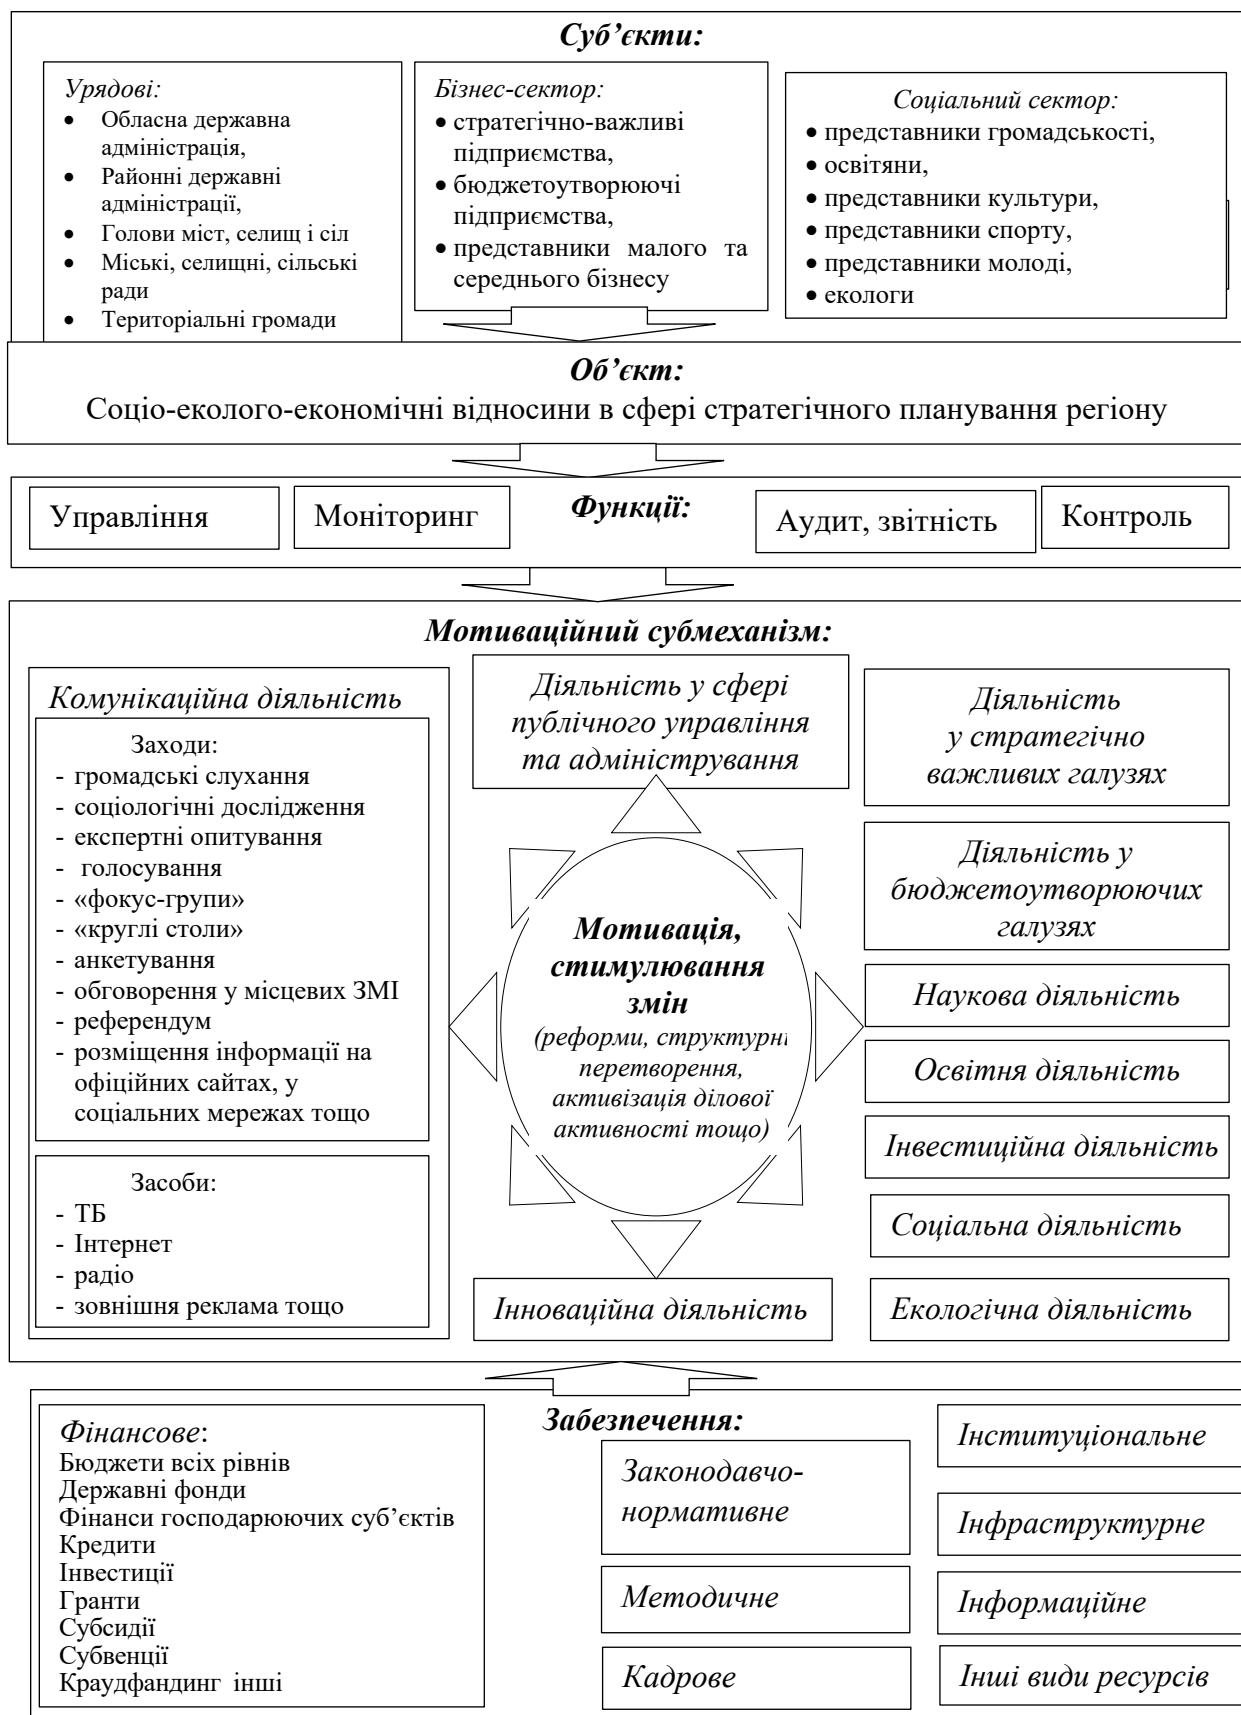 Суб’єкти:
Урядові:
• Обласна державна
адміністрація,
• Районні державні
адміністрації,
• Голови міст, селищ і сіл
• Міські, селищні, сільські
ради
• Територіальні громади
Бізнес-сектор:
• стратегічно-важливі
підприємства,
• бюджетоутворюючі
підприємства,
• представники малого та
середнього бізнесу
Соціальний сектор:
• представники громадськості,
• освітяни,
• представники культури,
• представники спорту,
• представники молоді,
• екологи
Об’єкт:
Соціо-еколого-економічні відносини в сфері стратегічного планування регіону
Функції:
Управління
Моніторинг
Аудит, звітність
Контроль
Мотиваційний субмеханізм:
Комунікаційна діяльність
Заходи:
- громадські слухання
- соціологічні дослідження
- експертні опитування
- голосування
- «фокус-групи»
- «круглі столи»
- анкетування
- обговорення у місцевих ЗМІ
- референдум
- розміщення інформації на
офіційних сайтах, у
соціальних мережах тощо
Засоби:
- ТБ
- Інтернет
- радіо
- зовнішня реклама тощо
Діяльність у сфері
публічного управління
та адміністрування
Мотивація,
стимулювання
змін
(реформи, структурні
перетворення,
активізація ділової
активності тощо)
Інноваційна діяльність
Діяльність
у стратегічно
важливих галузях
Діяльність у
бюджетоутворюючих
галузях
Наукова діяльність
Освітня діяльність
Інвестиційна діяльність
Соціальна діяльність
Екологічна діяльність
Забезпечення:
Фінансове:
Бюджети всіх рівнів
Державні фонди
Фінанси господарюючих суб’єктів
Кредити
Інвестиції
Гранти
Субсидії
Субвенції
Краудфандинг інші
Законодавчо-
нормативне
Методичне
Кадрове
Інституціональне
Інфраструктурне
Інформаційне
Інші види ресурсів